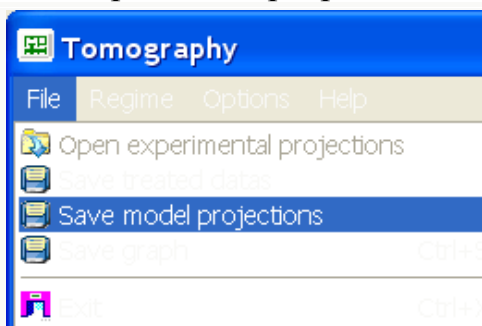 Tomography
File Regime Options Help
Open experimental projections
Save treated datas
Save model projections
Save graph Ctrl+S
Exit Ctrl+X